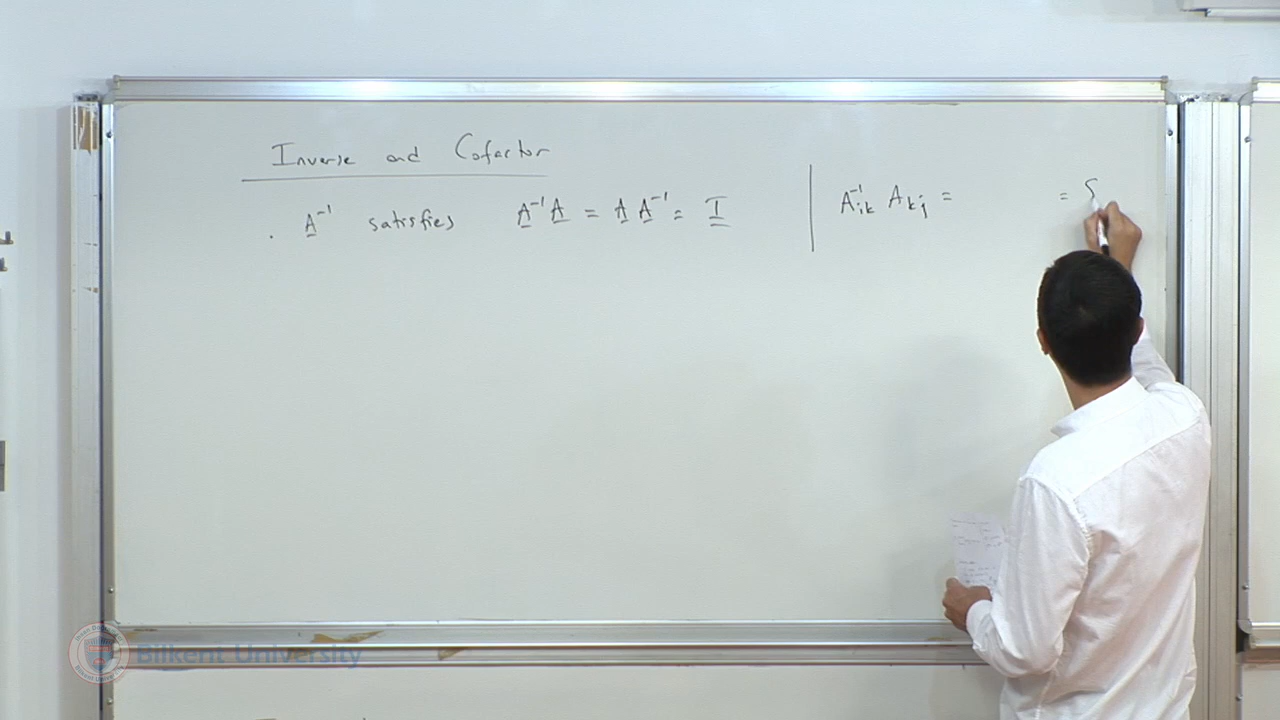 Inverse and Cofactor
. A⁻¹ satisfies A⁻¹A = A A⁻¹ = I
A⁻¹ik Akj = = δ
Bilkent University